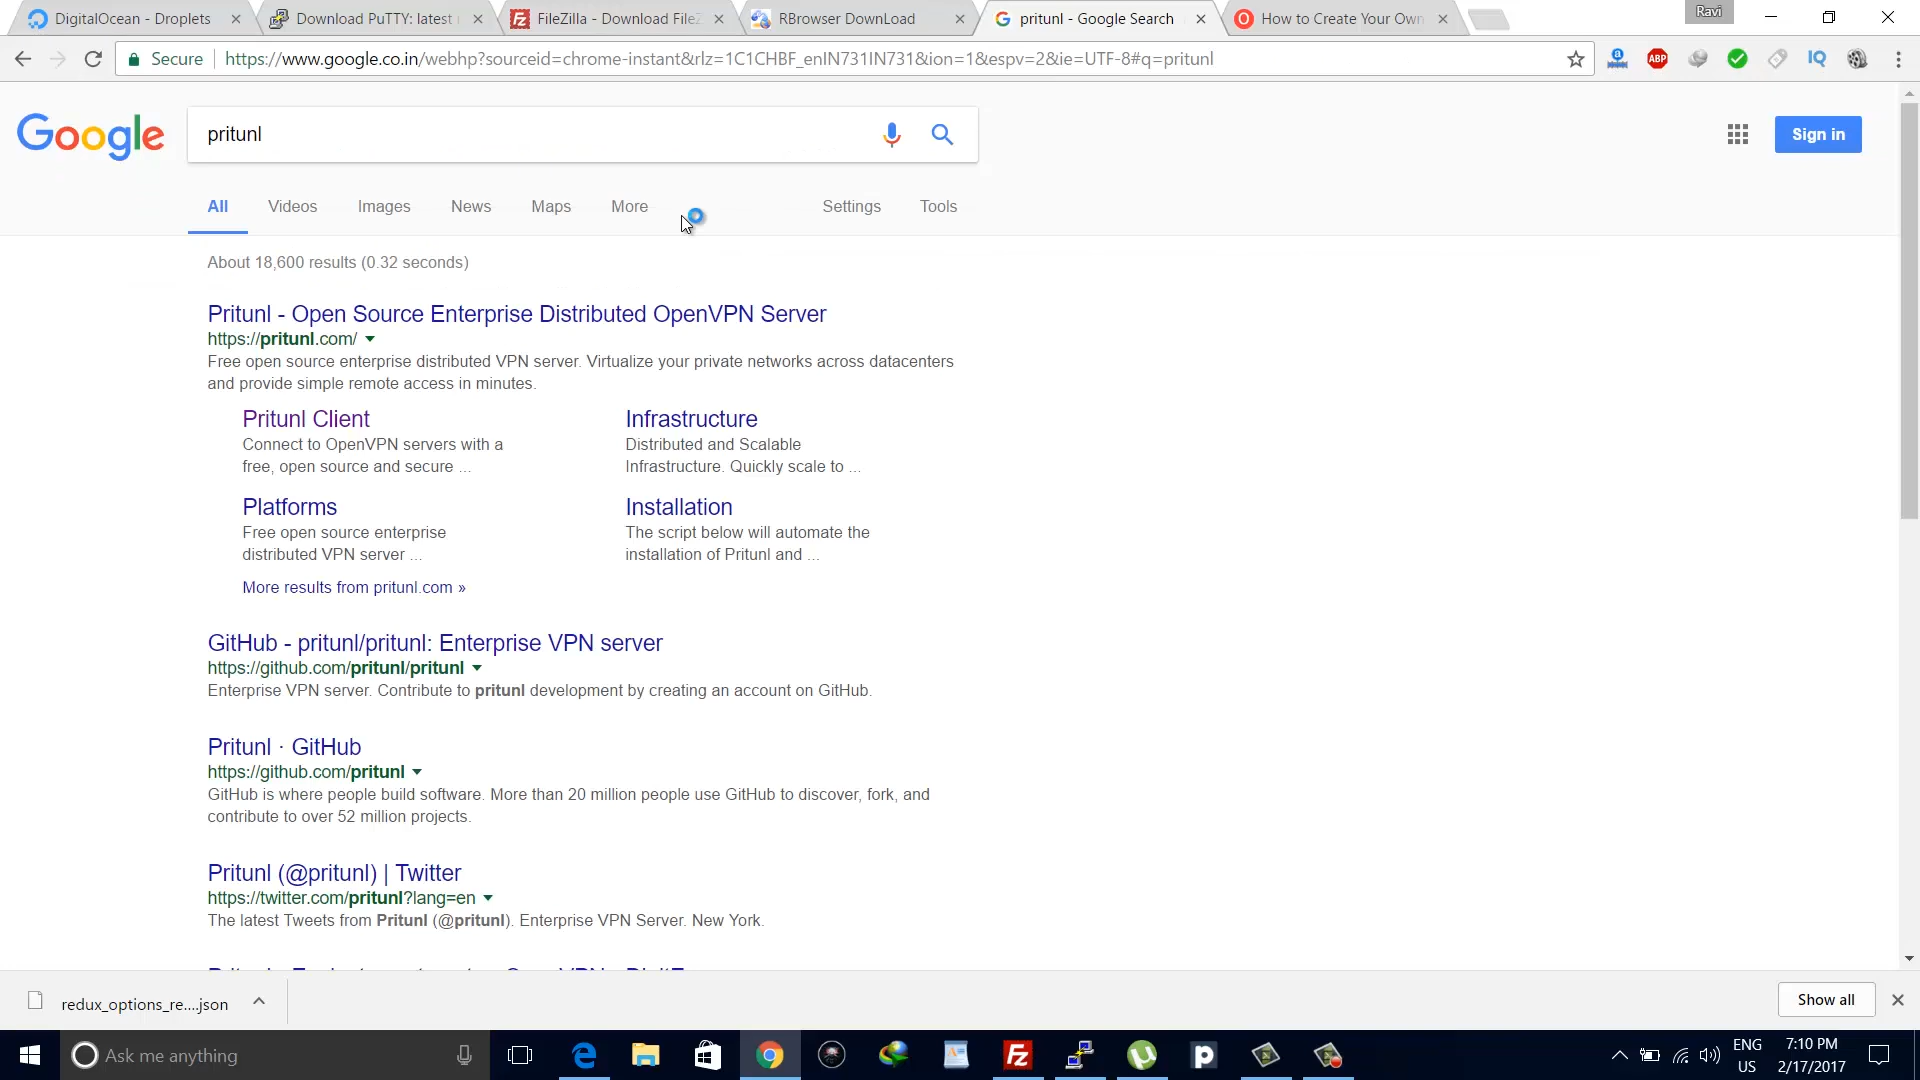 DigitalOcean - Droplets
Download PuTTY: latest
FileZilla - Download FileZ
RBrowser DownLoad
pritunl - Google Search
How to Create Your Own
Ravi
Secure
https://www.google.co.in/webhp?sourceid=chrome-instant&rlz=1C1CHBF_enIN731IN731&ion=1&espv=2&ie=UTF-8#q=pritunl
ABP
IQ
Google
pritunl
Sign in
All
Videos
Images
News
Maps
More
Settings
Tools
About 18,600 results (0.32 seconds)
Pritunl - Open Source Enterprise Distributed OpenVPN Server
https://pritunl.com/
Free open source enterprise distributed VPN server. Virtualize your private networks across datacenters
and provide simple remote access in minutes.
Pritunl Client
Connect to OpenVPN servers with a
free, open source and secure ...
Infrastructure
Distributed and Scalable
Infrastructure. Quickly scale to ...
Platforms
Free open source enterprise
distributed VPN server ...
Installation
The script below will automate the
installation of Pritunl and ...
More results from pritunl.com »
GitHub - pritunl/pritunl: Enterprise VPN server
https://github.com/pritunl/pritunl
Enterprise VPN server. Contribute to pritunl development by creating an account on GitHub.
Pritunl · GitHub
https://github.com/pritunl
GitHub is where people build software. More than 20 million people use GitHub to discover, fork, and
contribute to over 52 million projects.
Pritunl (@pritunl) | Twitter
https://twitter.com/pritunl?lang=en
The latest Tweets from Pritunl (@pritunl). Enterprise VPN Server. New York.
redux_options_re....json
Show all
Ask me anything
ENG
US
7:10 PM
2/17/2017